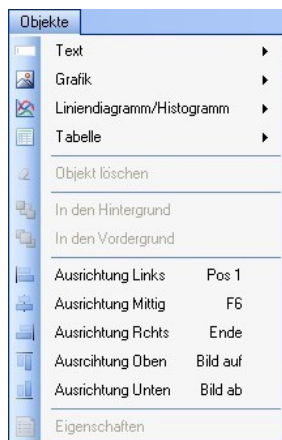 Objekte
Text
Grafik
Liniendiagramm/Histogramm
Tabelle
Objekt löschen
In den Hintergrund
In den Vordergrund
Ausrichtung Links Pos 1
Ausrichtung Mittig F6
Ausrichtung Rchts Ende
Ausrcihtung Oben Bild auf
Ausrichtung Unten Bild ab
Eigenschaften